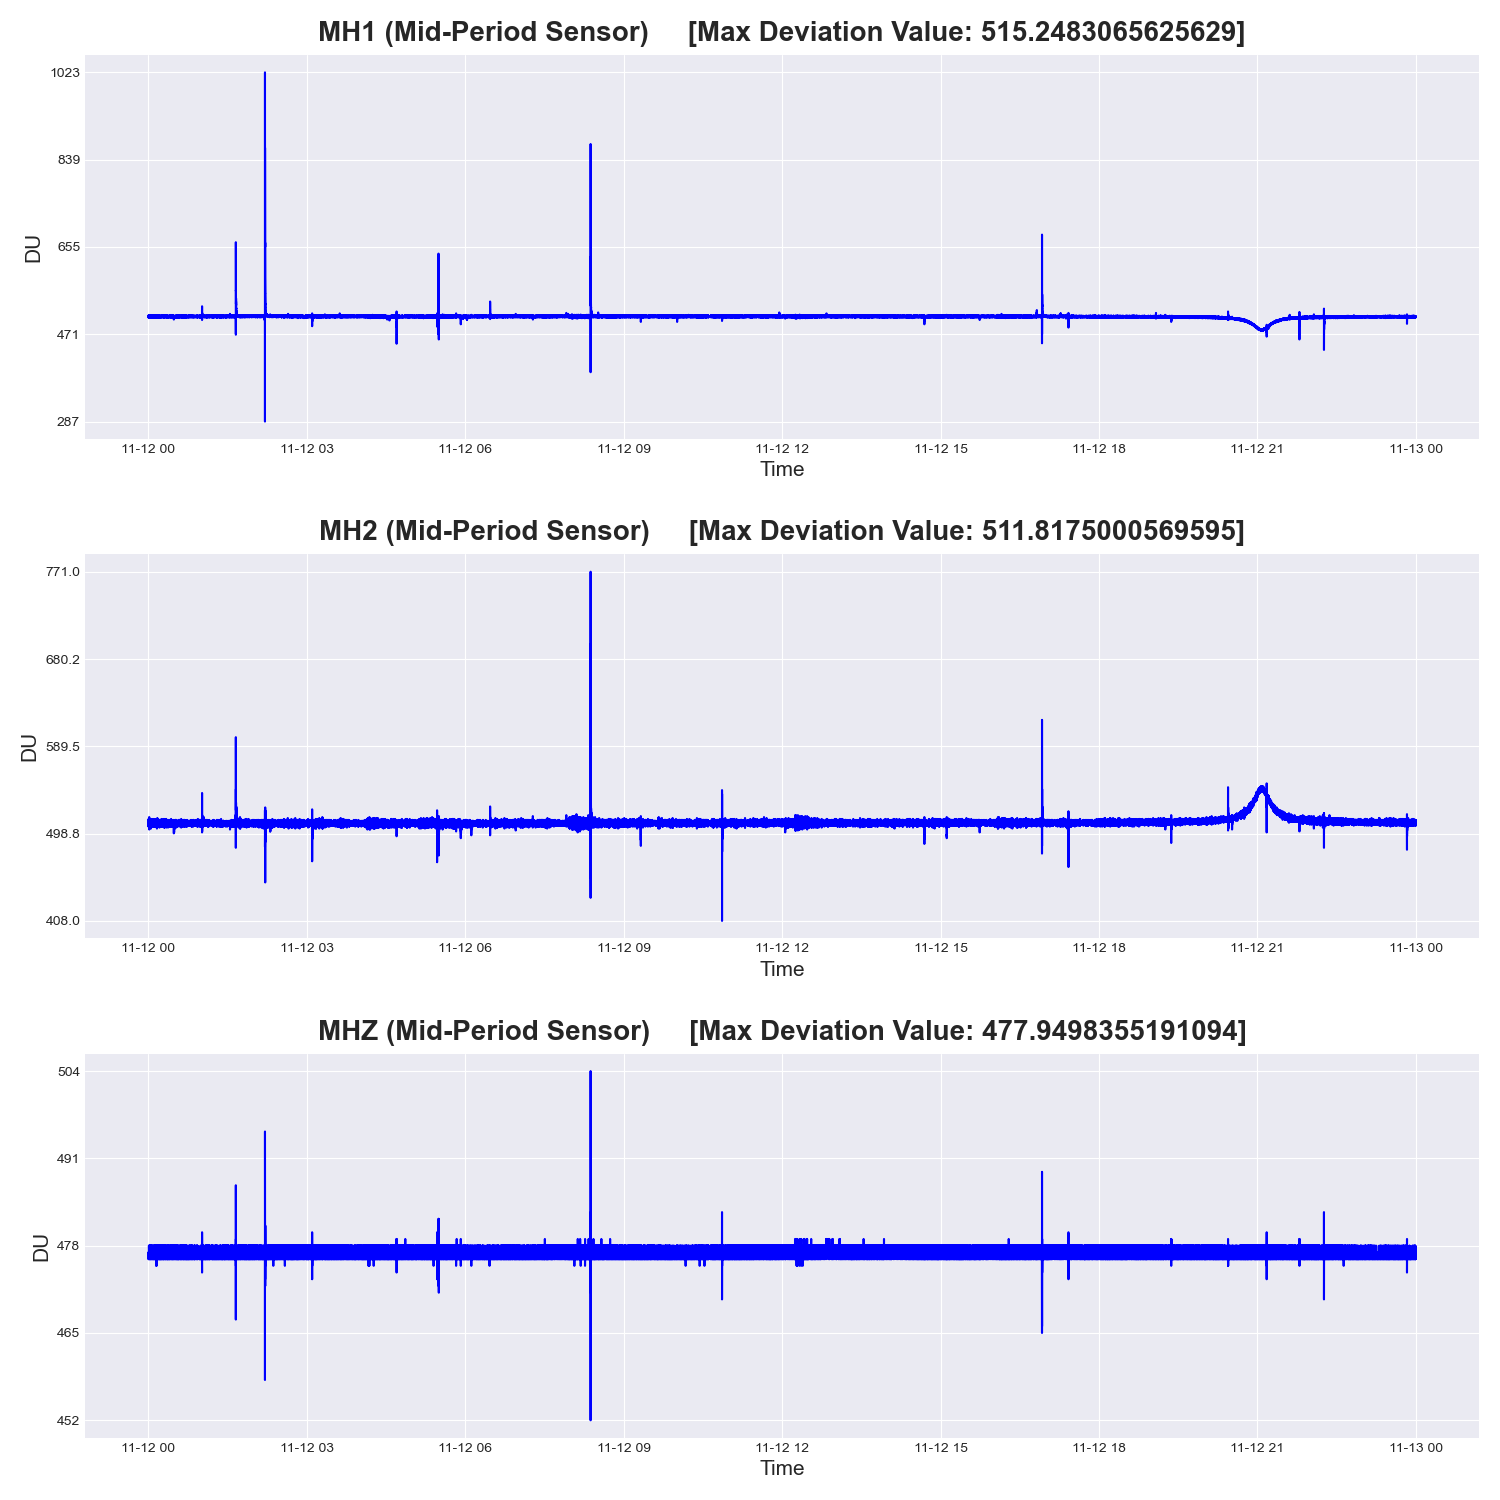 MH1 (Mid-Period Sensor) [Max Deviation Value: 515.2483065625629]
1023
839
655
471
287
DU
11-12 00 11-12 03 11-12 06 11-12 09 11-12 12 11-12 15 11-12 18 11-12 21 11-13 00
Time
MH2 (Mid-Period Sensor) [Max Deviation Value: 511.8175000569595]
771.0
680.2
589.5
498.8
408.0
DU
11-12 00 11-12 03 11-12 06 11-12 09 11-12 12 11-12 15 11-12 18 11-12 21 11-13 00
Time
MHZ (Mid-Period Sensor) [Max Deviation Value: 477.9498355191094]
504
491
478
465
452
DU
11-12 00 11-12 03 11-12 06 11-12 09 11-12 12 11-12 15 11-12 18 11-12 21 11-13 00
Time